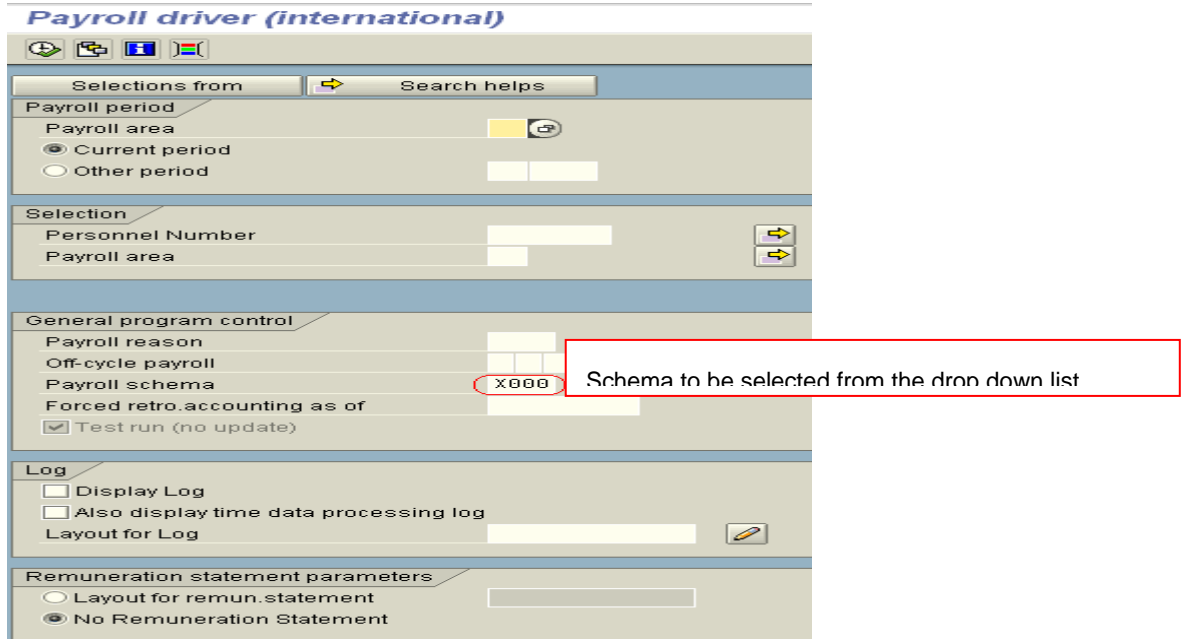 Payroll driver (international)
Selections from
Search helps
Payroll period
Payroll area
Current period
Other period
Selection
Personnel Number
Payroll area
General program control
Payroll reason
Off-cycle payroll
Payroll schema X000
Schema to be selected from the drop down list
Forced retro.accounting as of
Test run (no update)
Log
Display Log
Also display time data processing log
Layout for Log
Remuneration statement parameters
Layout for remun.statement
No Remuneration Statement